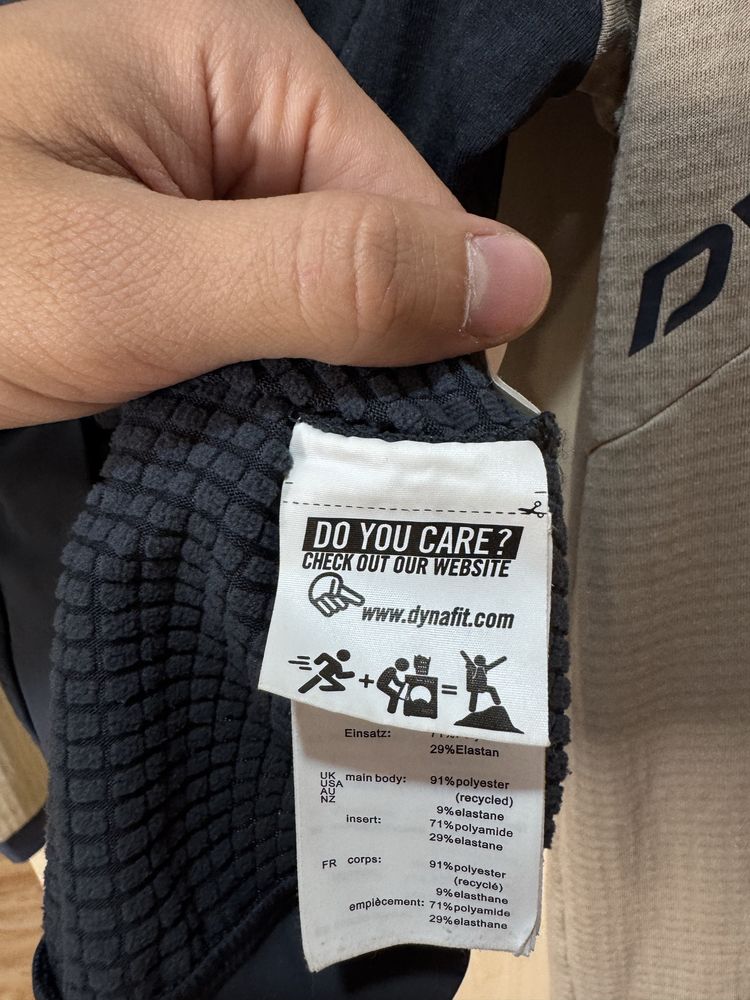 DY
DO YOU CARE?
CHECK OUT OUR WEBSITE
www.dynafit.com
+ =
Einsatz:
29%Elastan
UK
USA
AU
NZ
main body: 91%polyester
(recycled)
9%elastane
insert: 71%polyamide
29%elastane
FR corps: 91%polyester
(recyclé)
9%elasthane
empiècement: 71%polyamide
29%elasthane